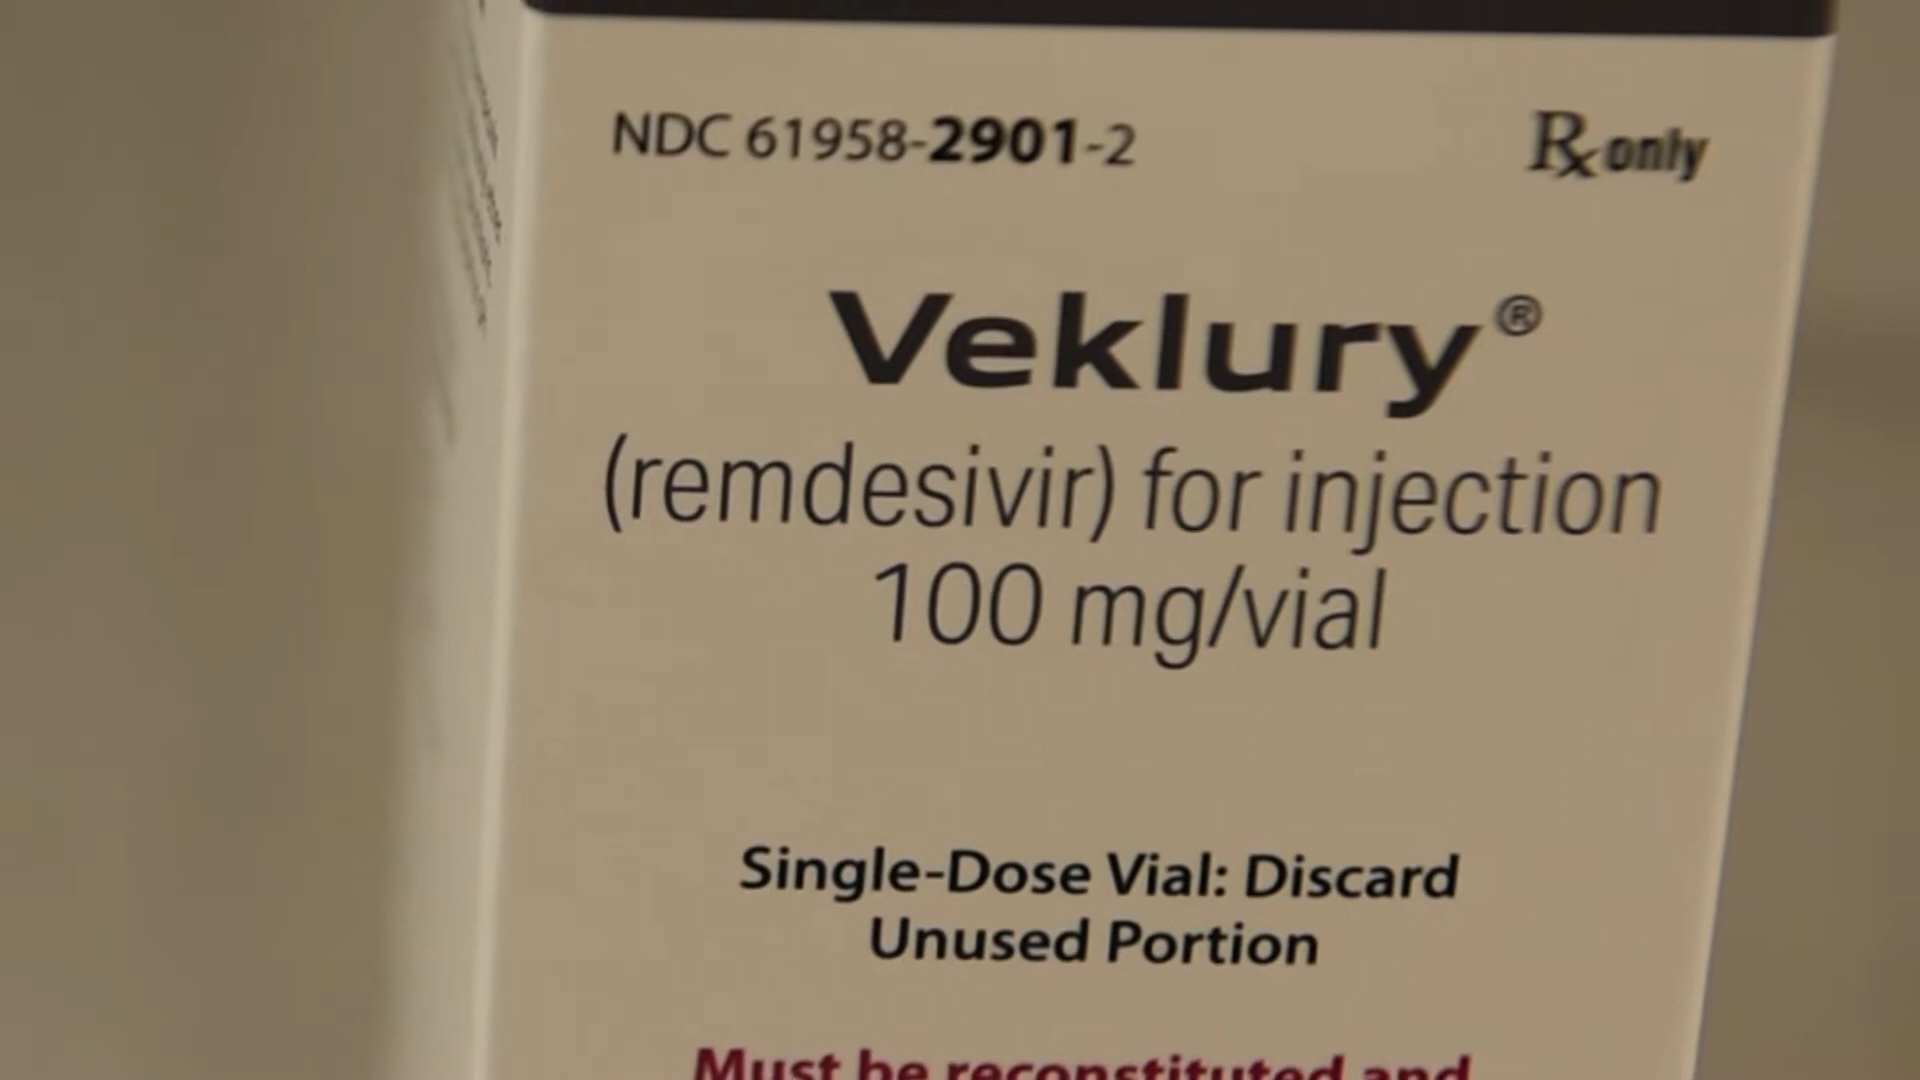 NDC 61958-2901-2
Rx only
Veklury®
(remdesivir) for injection
100 mg/vial
Single-Dose Vial: Discard
Unused Portion
Must be reconstituted and